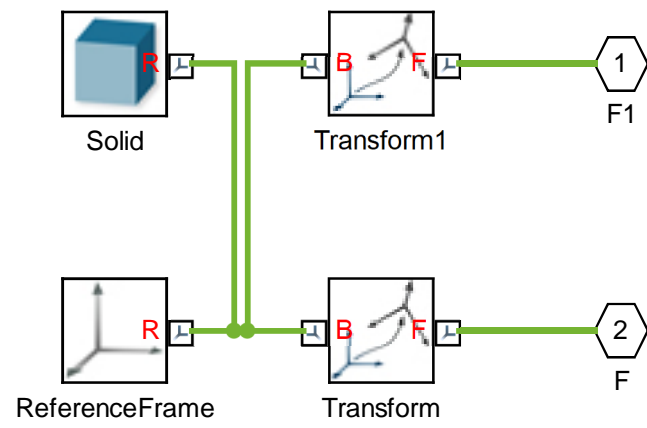 R
B
F
1
Solid
Transform1
F1
R
B
F
2
ReferenceFrame
Transform
F